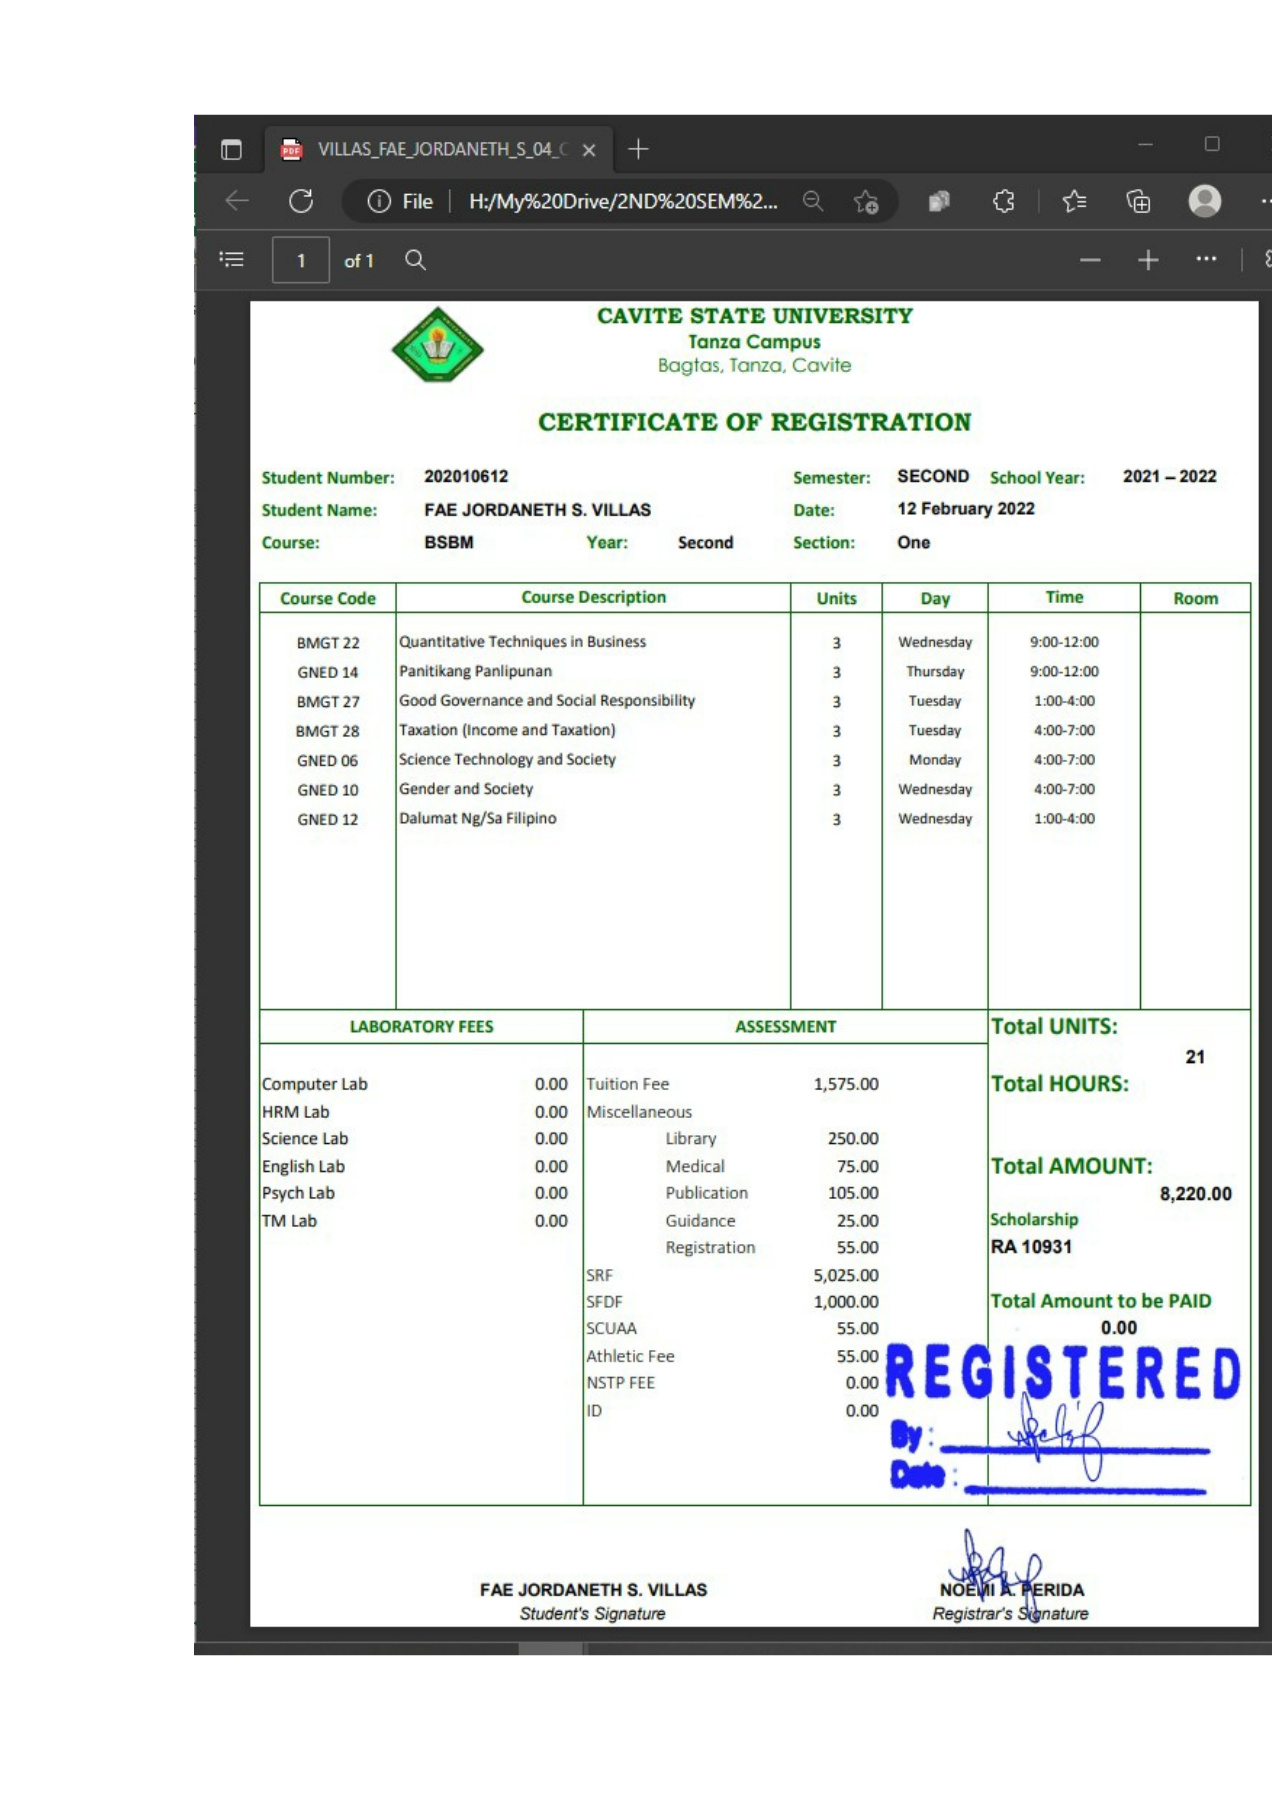 VILLAS_FAE_JORDANETH_S_04_C
File H:/My%20Drive/2ND%20SEM%2...
1 of 1
CAVITE STATE UNIVERSITY
Tanza Campus
Bagtas, Tanza, Cavite
CERTIFICATE OF REGISTRATION
Student Number: 202010612 Semester: SECOND School Year: 2021 – 2022
Student Name: FAE JORDANETH S. VILLAS Date: 12 February 2022
Course: BSBM Year: Second Section: One
Course Code Course Description Units Day Time Room
BMGT 22 Quantitative Techniques in Business 3 Wednesday 9:00-12:00
GNED 14 Panitikang Panlipunan 3 Thursday 9:00-12:00
BMGT 27 Good Governance and Social Responsibility 3 Tuesday 1:00-4:00
BMGT 28 Taxation (Income and Taxation) 3 Tuesday 4:00-7:00
GNED 06 Science Technology and Society 3 Monday 4:00-7:00
GNED 10 Gender and Society 3 Wednesday 4:00-7:00
GNED 12 Dalumat Ng/Sa Filipino 3 Wednesday 1:00-4:00
LABORATORY FEES ASSESSMENT Total UNITS:
21
Computer Lab 0.00 Tuition Fee 1,575.00 Total HOURS:
HRM Lab 0.00 Miscellaneous
Science Lab 0.00 Library 250.00
English Lab 0.00 Medical 75.00 Total AMOUNT:
Psych Lab 0.00 Publication 105.00 8,220.00
TM Lab 0.00 Guidance 25.00 Scholarship
Registration 55.00 RA 10931
SRF 5,025.00
SFDF 1,000.00 Total Amount to be PAID
SCUAA 55.00 0.00
Athletic Fee 55.00 REGISTERED
NSTP FEE 0.00
ID 0.00
By:
Date:
FAE JORDANETH S. VILLAS NOEMI A. PERIDA
Student's Signature Registrar's Signature